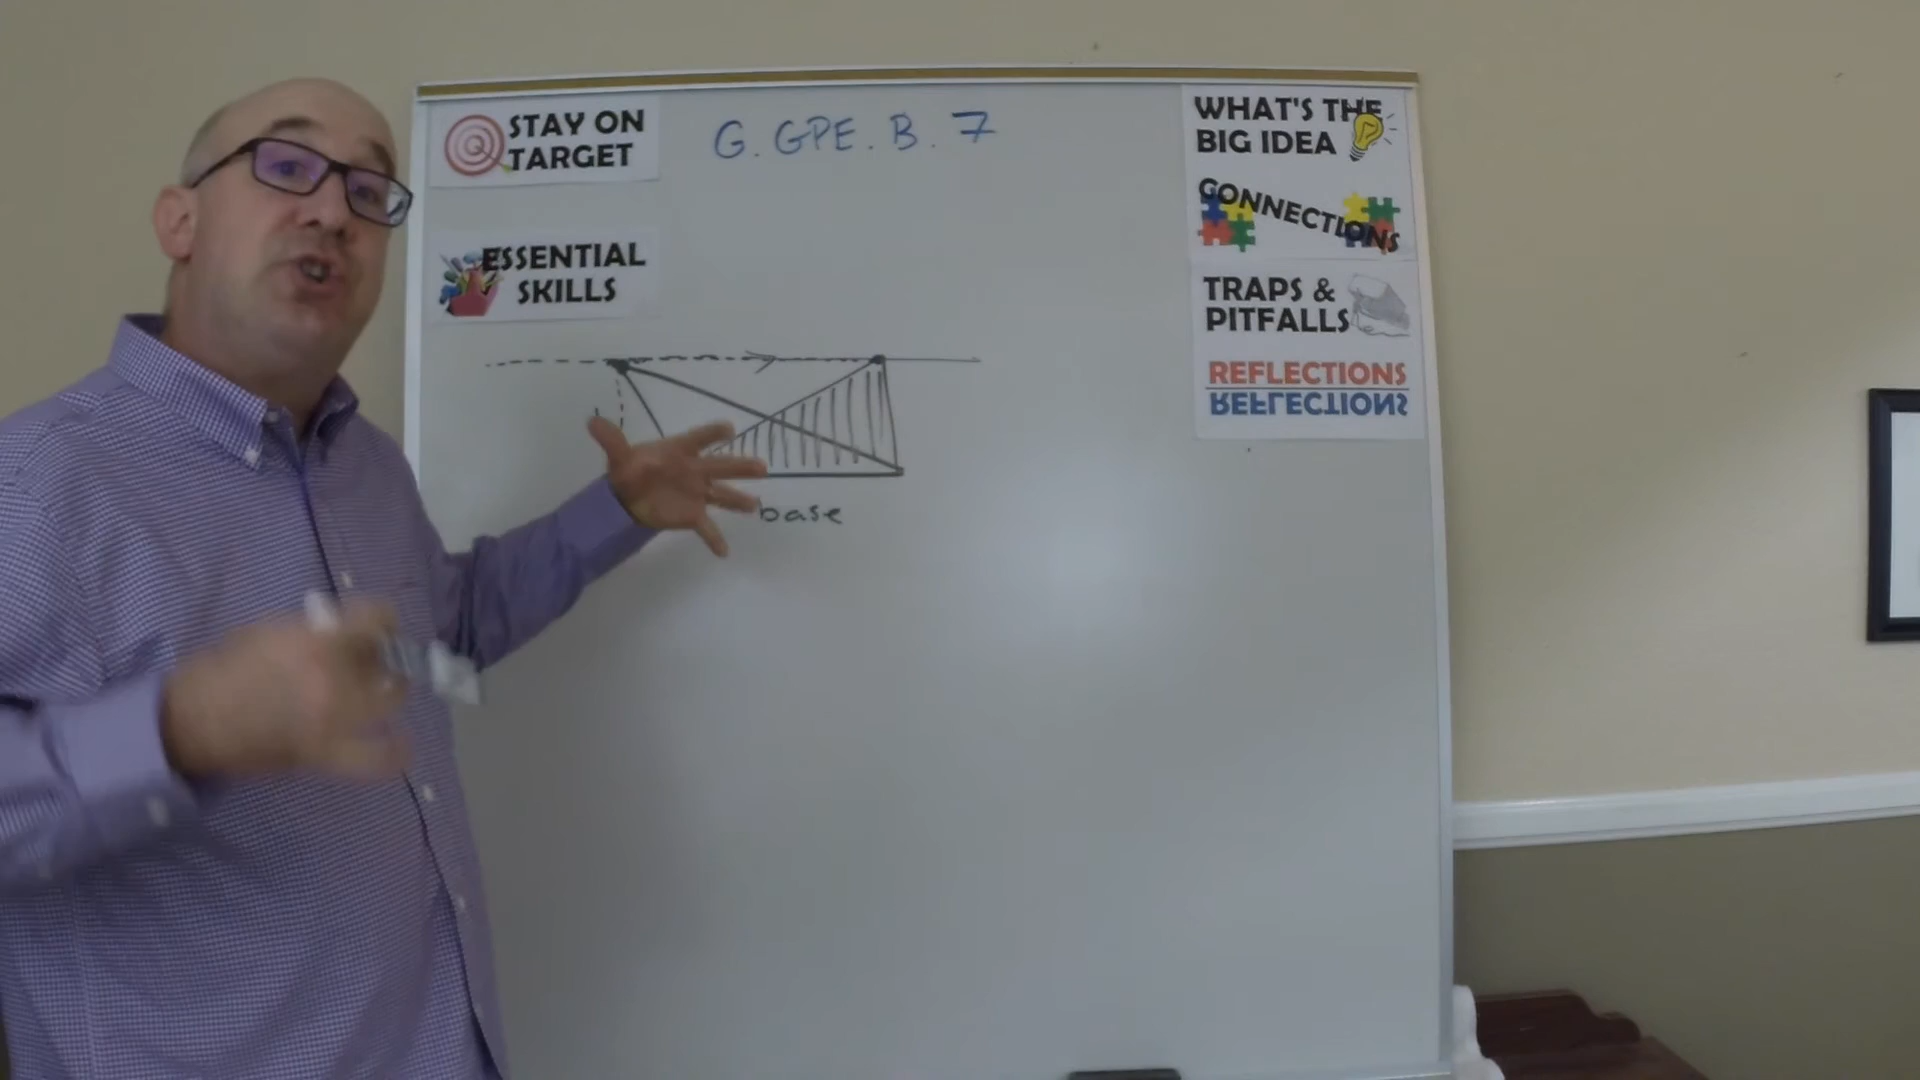 STAY ON
TARGET
G. GPE. B. 7
WHAT'S THE
BIG IDEA
CONNECTIONS
ESSENTIAL
SKILLS
TRAPS &
PITFALLS
REFLECTIONS
REFLECTIONS
base